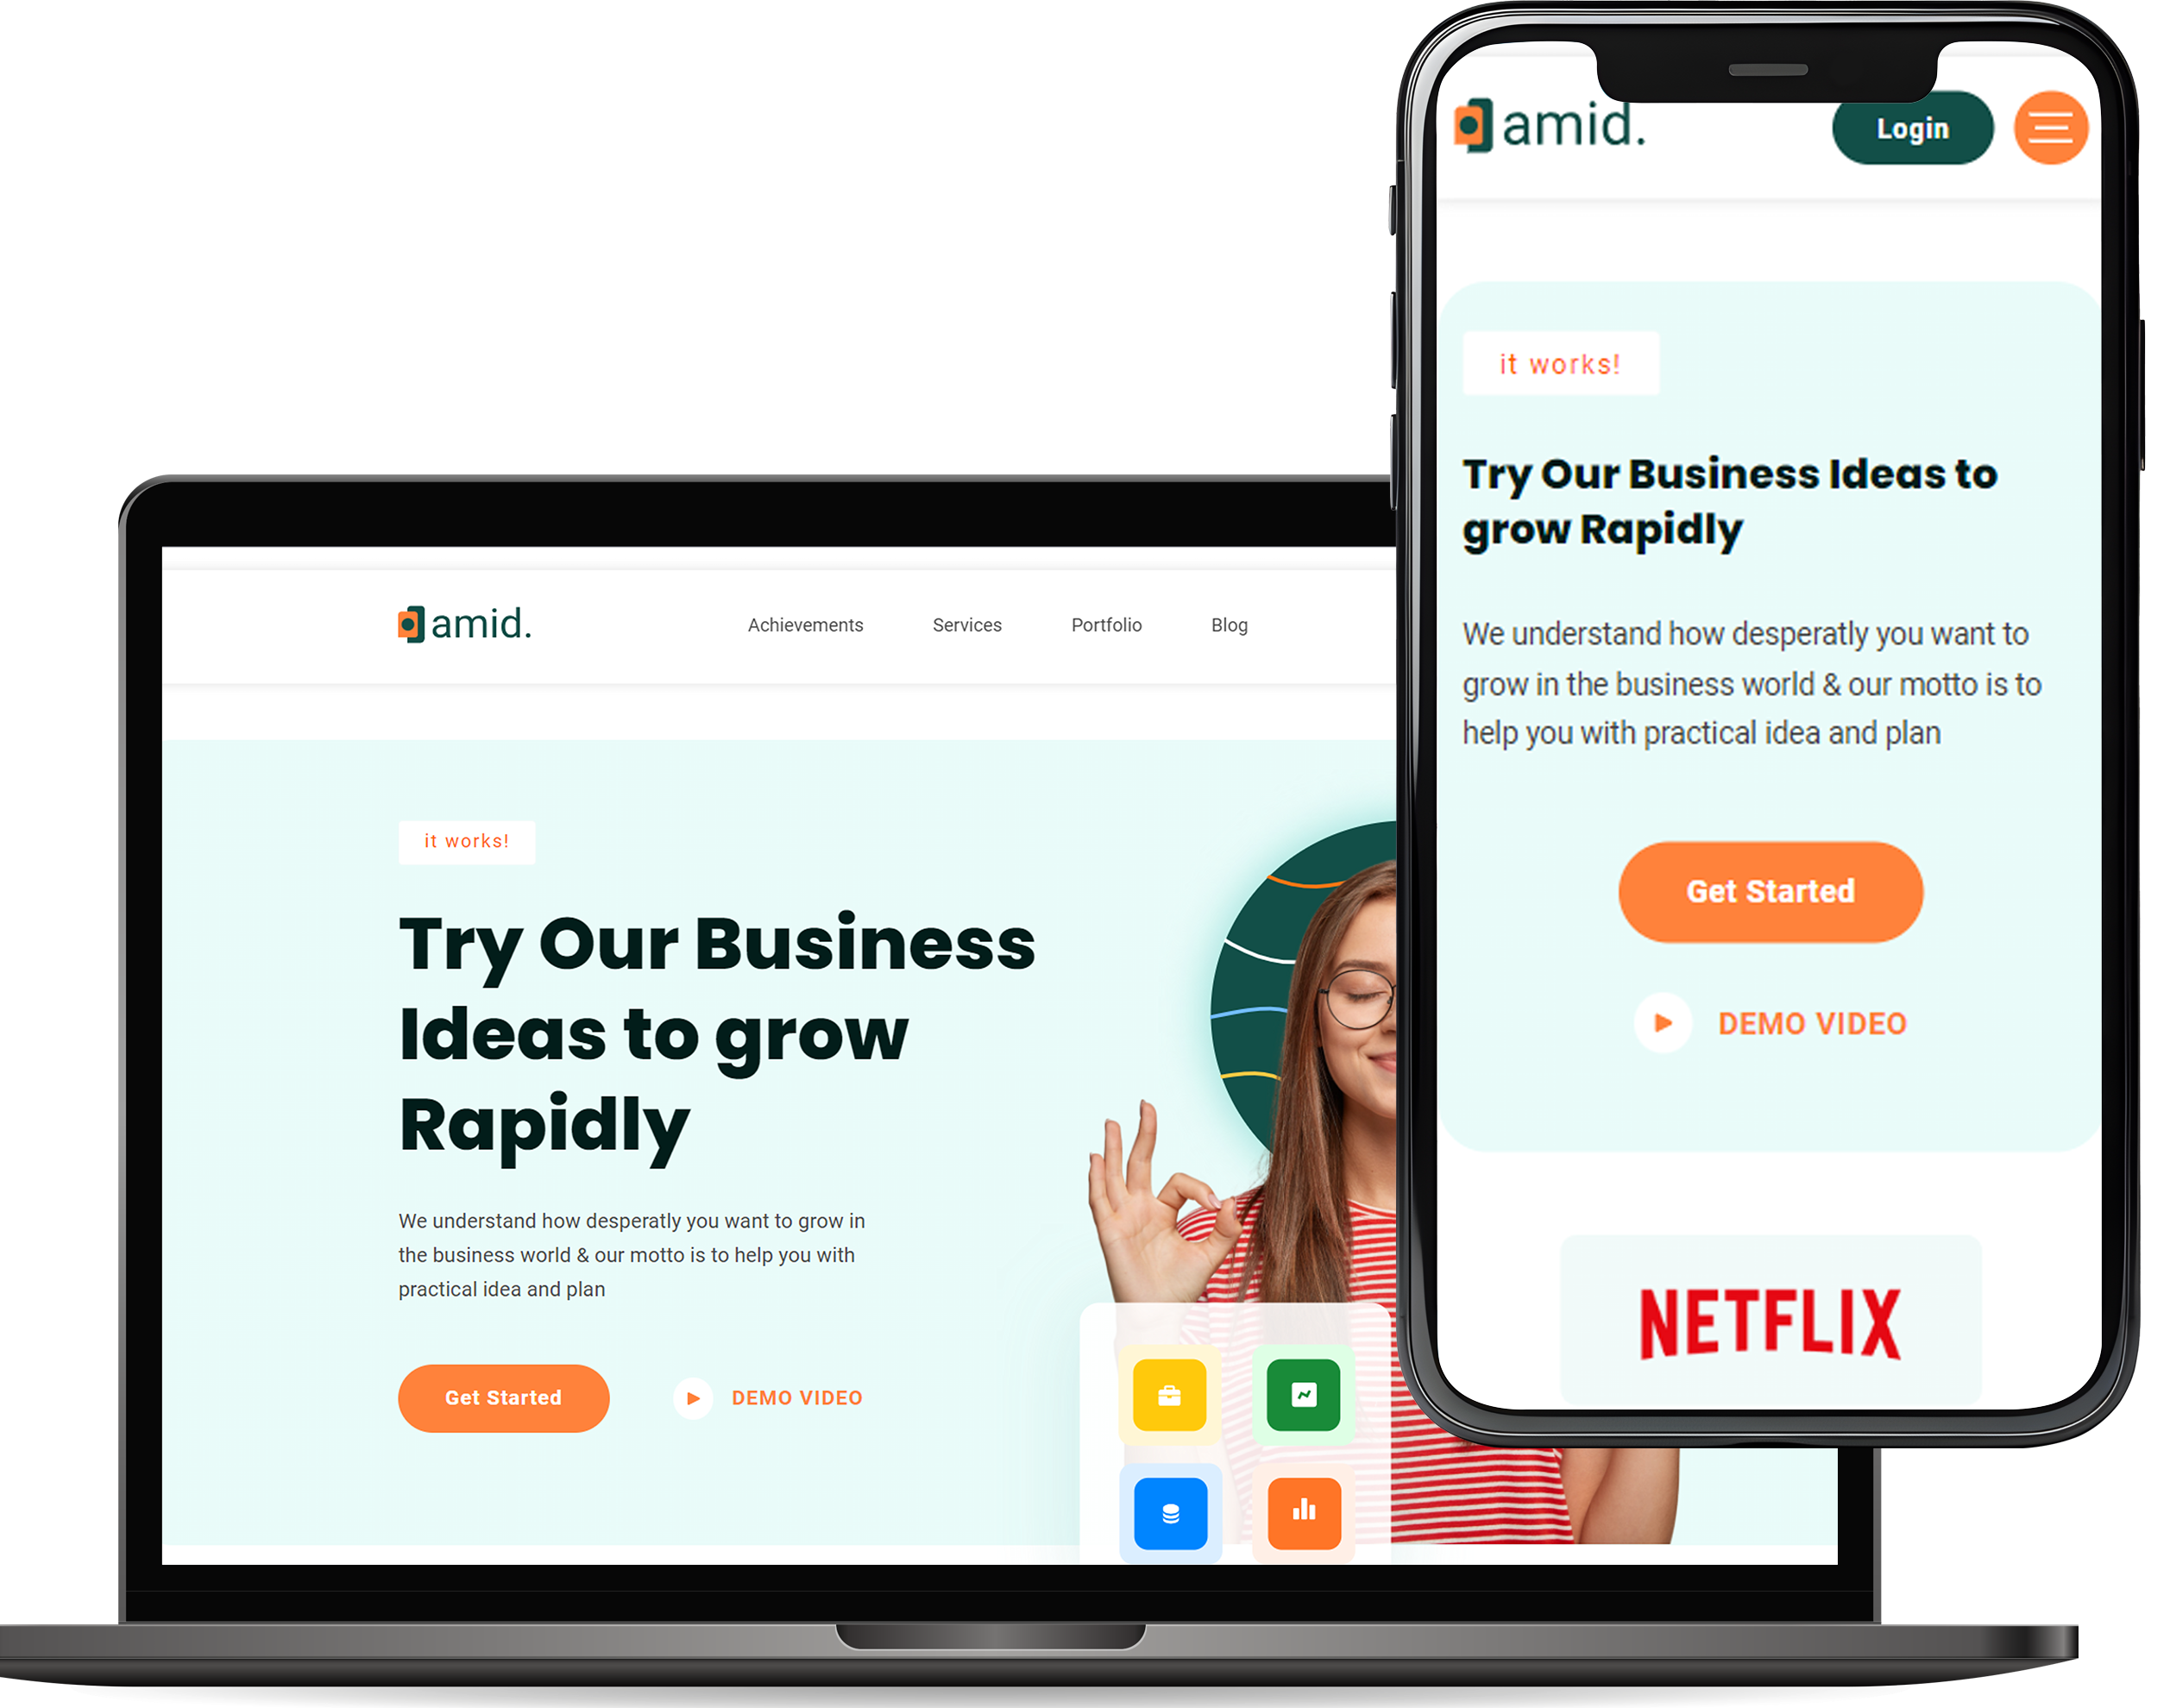 amid.
Achievements
Services
Portfolio
Blog
it works!
Try Our Business
Ideas to grow
Rapidly
We understand how desperatly you want to grow in
the business world & our motto is to help you with
practical idea and plan
Get Started
DEMO VIDEO
amid.
Login
it works!
Try Our Business Ideas to
grow Rapidly
We understand how desperatly you want to
grow in the business world & our motto is to
help you with practical idea and plan
Get Started
DEMO VIDEO
NETFLIX